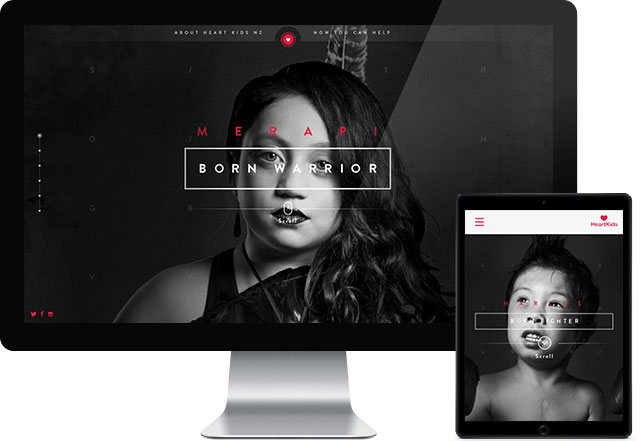 ABOUT HEART KIDS NZ HOW YOU CAN HELP
MERAPI
BORN WARRIOR
Scroll
HeartKids
BORN FIGHTER
Scroll